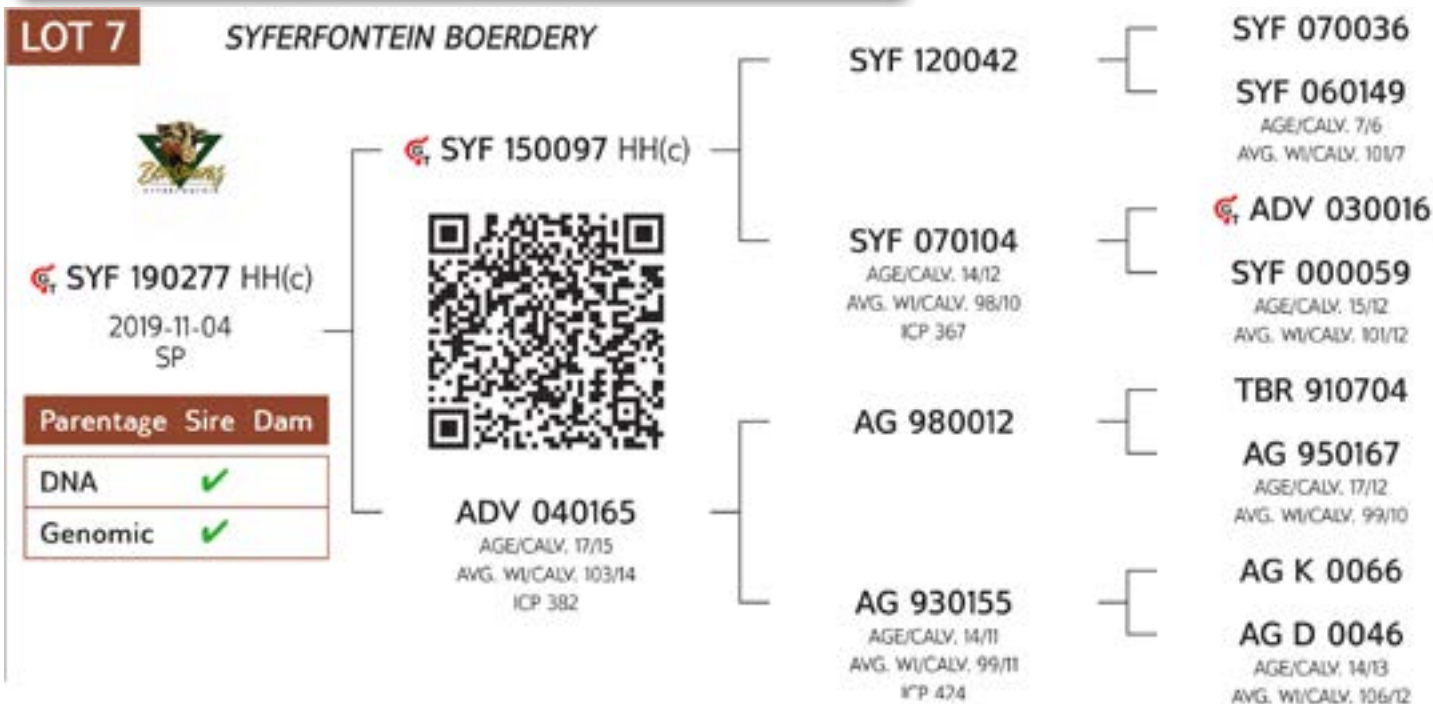 LOT 7
SYFERFONTEIN BOERDERY
SYF 190277 HH(c)
2019-11-04
SP
Parentage Sire Dam
DNA ✔
Genomic ✔
SYF 150097 HH(c)
ADV 040165
AGE/CALV. 17/15
AVG. WI/CALV. 103/14
ICP 382
SYF 120042
SYF 070104
AGE/CALV. 14/12
AVG. WI/CALV. 98/10
ICP 367
AG 980012
AG 930155
AGE/CALV. 14/11
AVG. WI/CALV. 99/11
ICP 424
SYF 070036
SYF 060149
AGE/CALV. 7/6
AVG. WI/CALV. 101/7
ADV 030016
SYF 000059
AGE/CALV. 15/12
AVG. WI/CALV. 101/12
TBR 910704
AG 950167
AGE/CALV. 17/12
AVG. WI/CALV. 99/10
AG K 0066
AG D 0046
AGE/CALV. 14/13
AVG. WI/CALV. 106/12